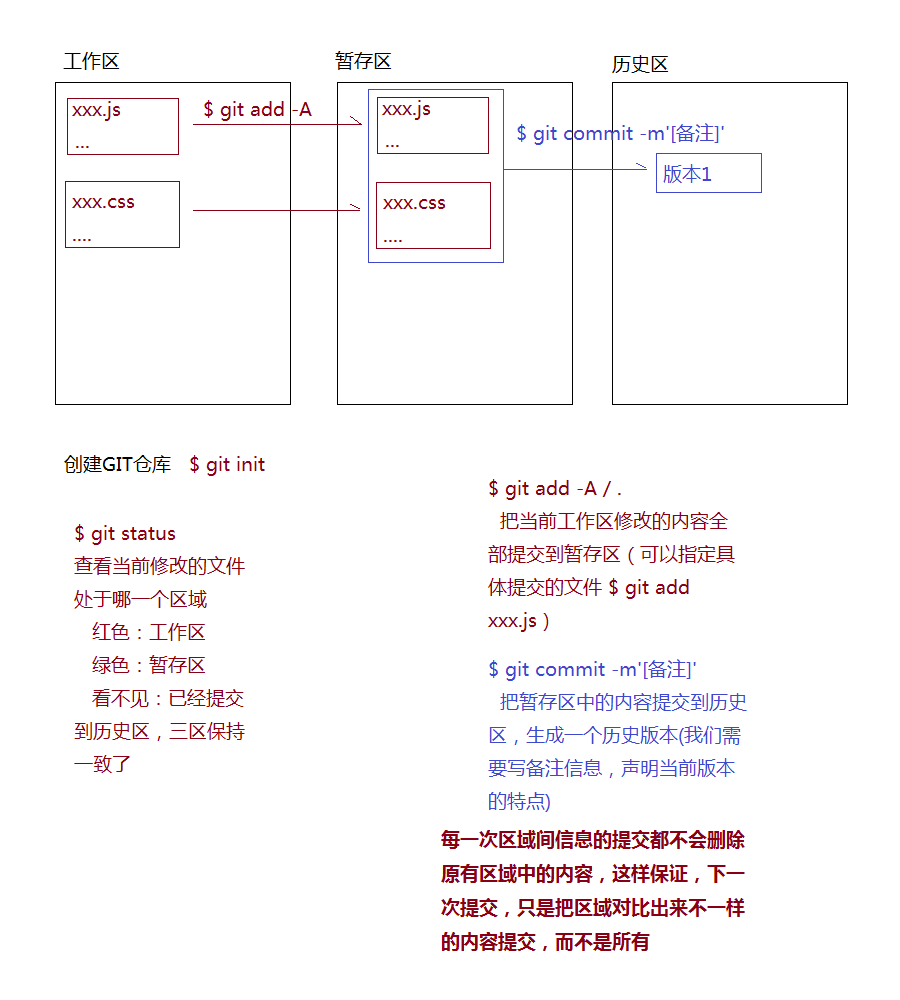 工作区
暂存区
历史区
xxx.js
...
$ git add -A
xxx.js
...
$ git commit -m'[备注]'
版本1
xxx.css
....
xxx.css
....
创建GIT仓库 $ git init
$ git status
查看当前修改的文件
处于哪一个区域
红色：工作区
绿色：暂存区
看不见：已经提交
到历史区，三区保持
一致了
$ git add -A / .
把当前工作区修改的内容全
部提交到暂存区（可以指定具
体提交的文件 $ git add
xxx.js）
$ git commit -m'[备注]'
把暂存区中的内容提交到历史
区，生成一个历史版本(我们需
要写备注信息，声明当前版本
的特点)
每一次区域间信息的提交都不会删除
原有区域中的内容，这样保证，下一
次提交，只是把区域对比出来不一样
的内容提交，而不是所有